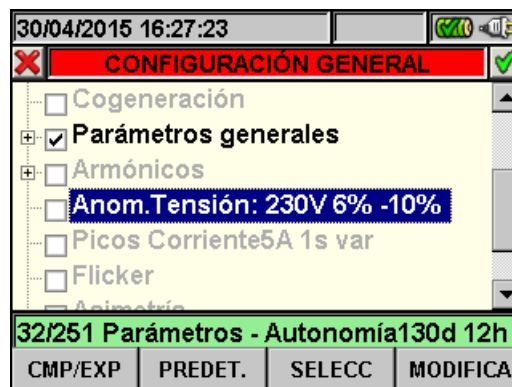 30/04/2015 16:27:23
CONFIGURACIÓN GENERAL
Cogeneración
Parámetros generales
Armónicos
Anom.Tensión: 230V 6% -10%
Picos Corriente5A 1s var
Flicker
Asimetría
32/251 Parámetros - Autonomía130d 12h
CMP/EXP PREDET. SELECC MODIFICA